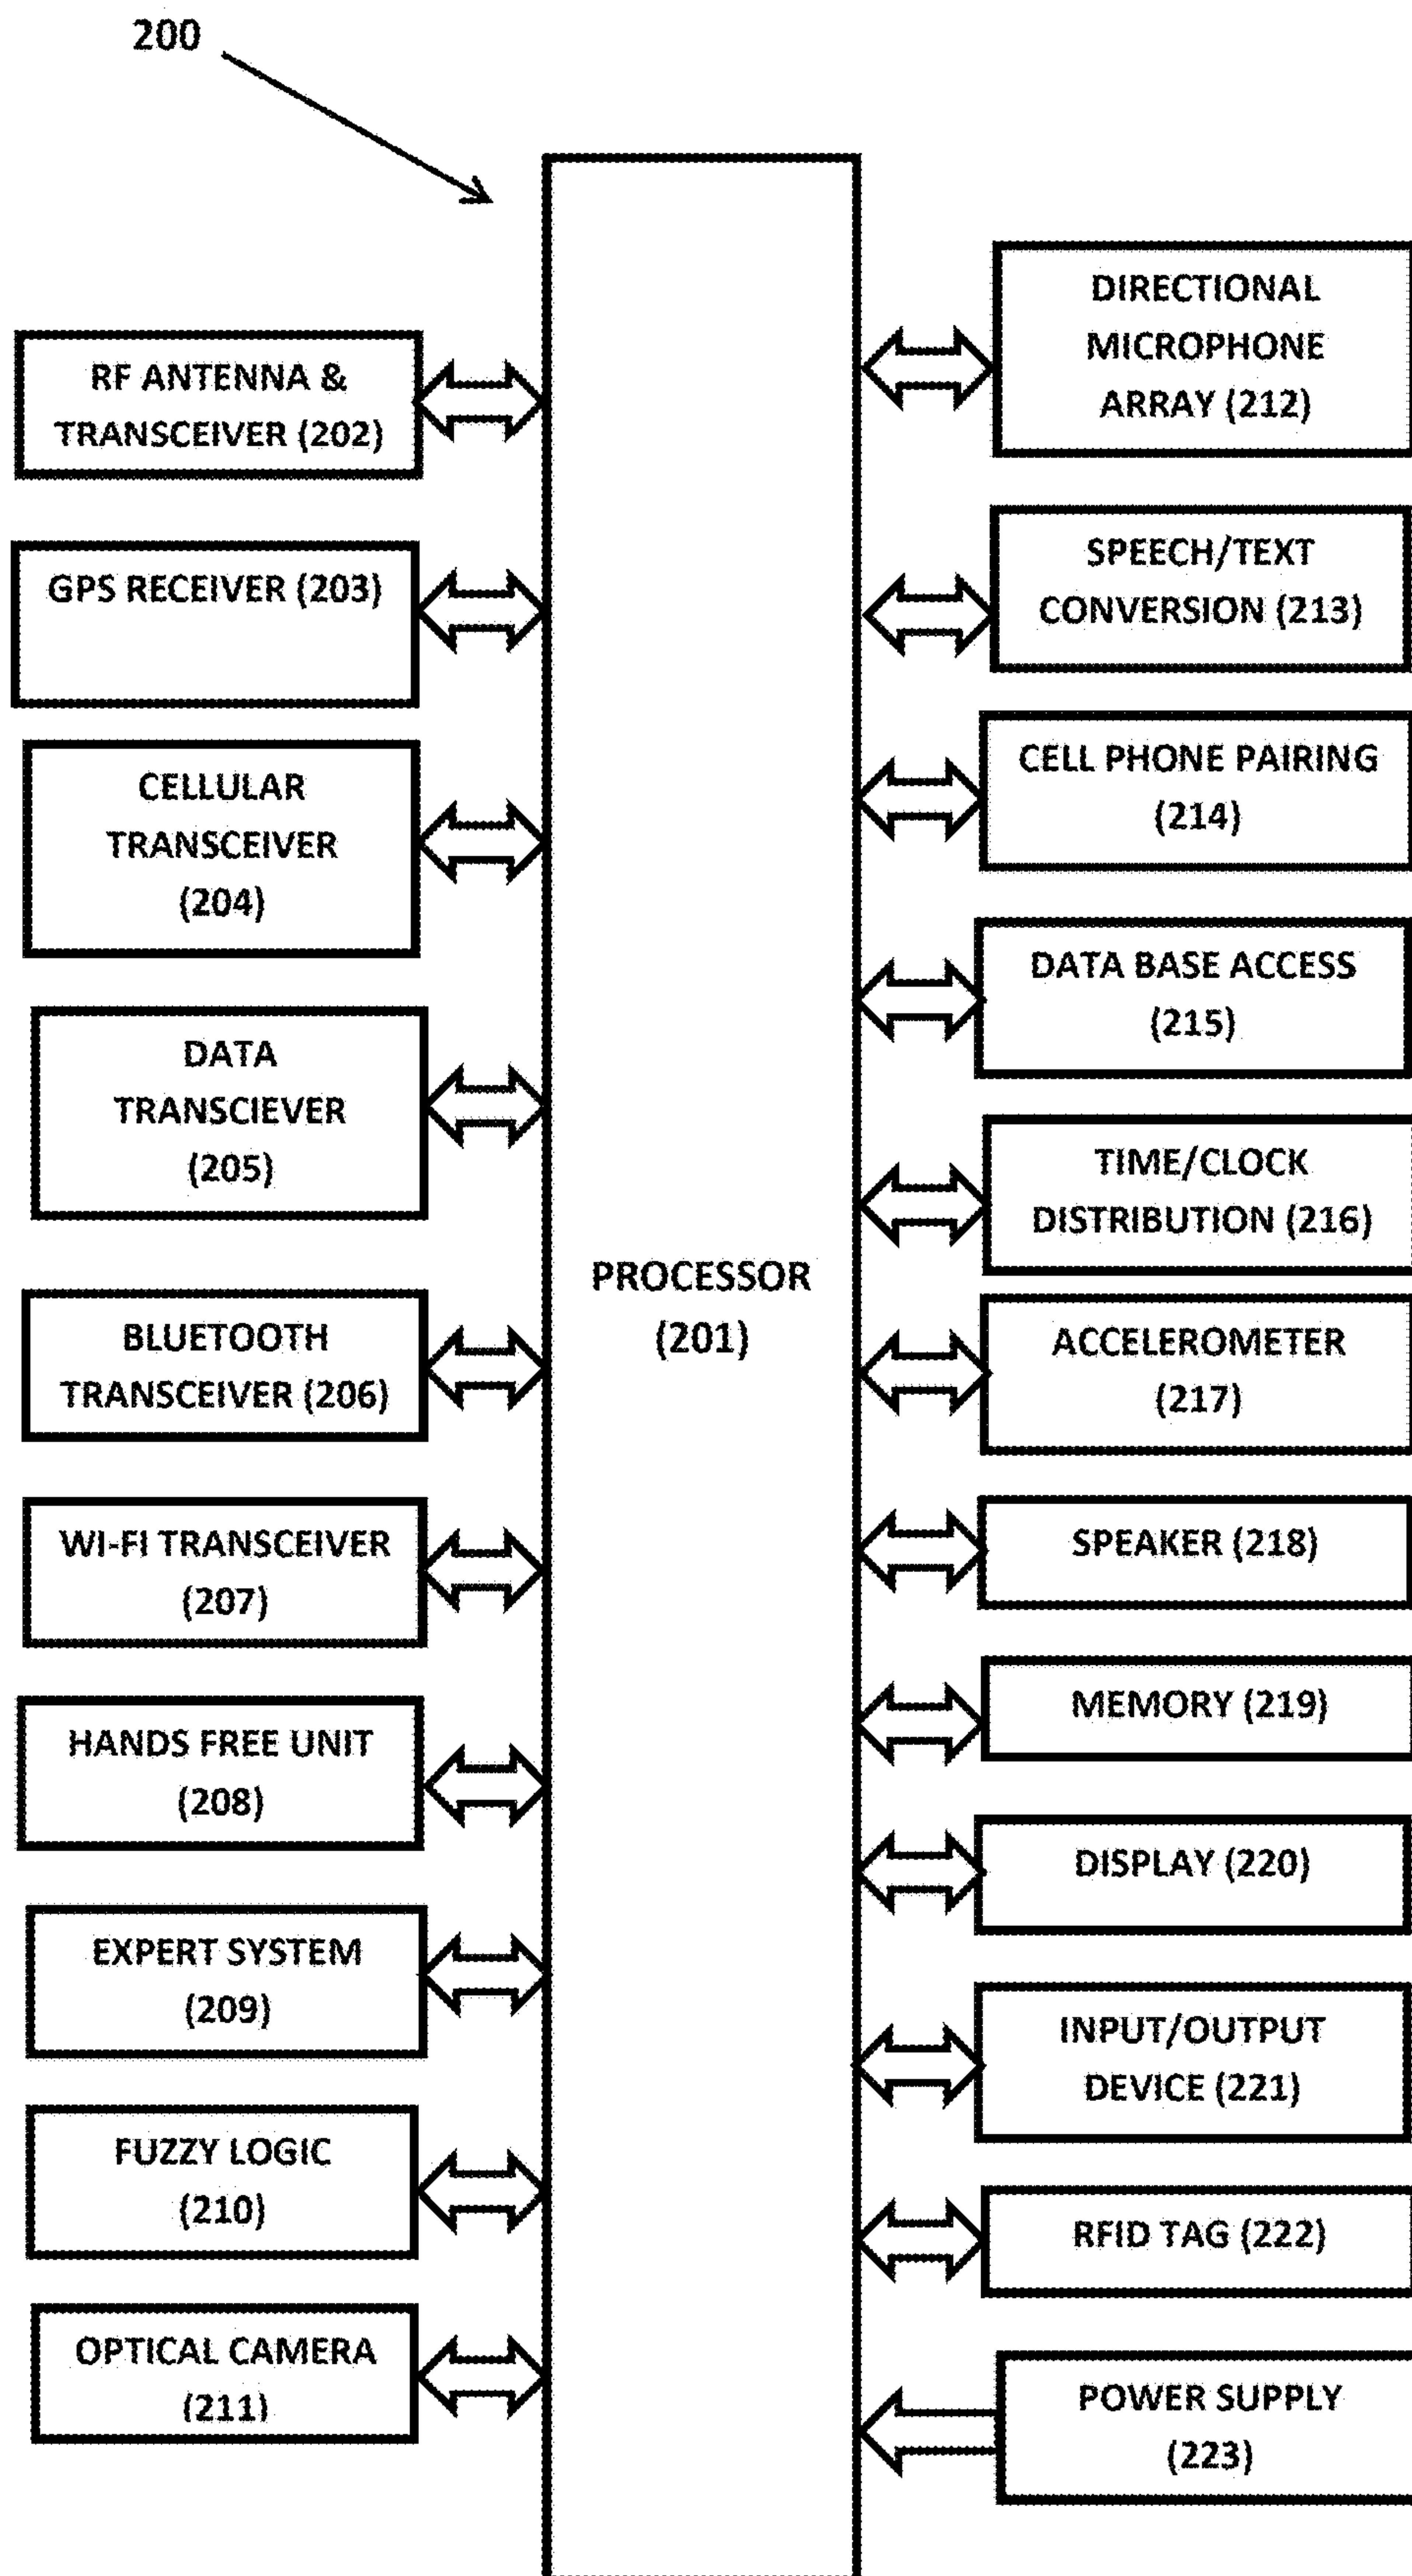 200
RF ANTENNA &
TRANSCEIVER (202)
GPS RECEIVER (203)
CELLULAR
TRANSCEIVER
(204)
DATA
TRANSCIEVER
(205)
BLUETOOTH
TRANSCEIVER (206)
WI-FI TRANSCEIVER
(207)
HANDS FREE UNIT
(208)
EXPERT SYSTEM
(209)
FUZZY LOGIC
(210)
OPTICAL CAMERA
(211)
PROCESSOR
(201)
DIRECTIONAL
MICROPHONE
ARRAY (212)
SPEECH/TEXT
CONVERSION (213)
CELL PHONE PAIRING
(214)
DATA BASE ACCESS
(215)
TIME/CLOCK
DISTRIBUTION (216)
ACCELEROMETER
(217)
SPEAKER (218)
MEMORY (219)
DISPLAY (220)
INPUT/OUTPUT
DEVICE (221)
RFID TAG (222)
POWER SUPPLY
(223)